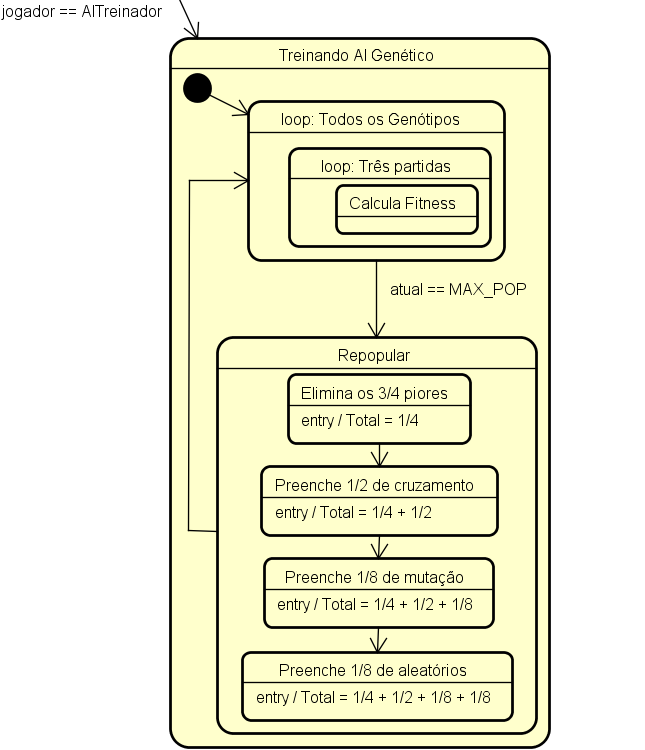 jogador == AITreinador
Treinando AI Genético
loop: Todos os Genótipos
loop: Três partidas
Calcula Fitness
atual == MAX_POP
Repopular
Elimina os 3/4 piores
entry / Total = 1/4
Preenche 1/2 de cruzamento
entry / Total = 1/4 + 1/2
Preenche 1/8 de mutação
entry / Total = 1/4 + 1/2 + 1/8
Preenche 1/8 de aleatórios
entry / Total = 1/4 + 1/2 + 1/8 + 1/8